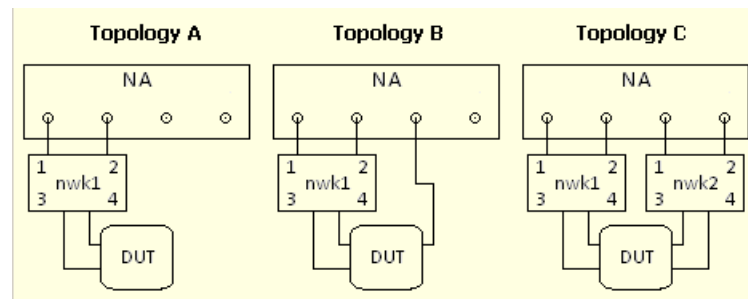 Topology A Topology B Topology C
NA NA NA
1 2 1 2 1 2 1 2
nwk1 nwk1 nwk1 nwk2
3 4 3 4 3 4 3 4
DUT DUT DUT